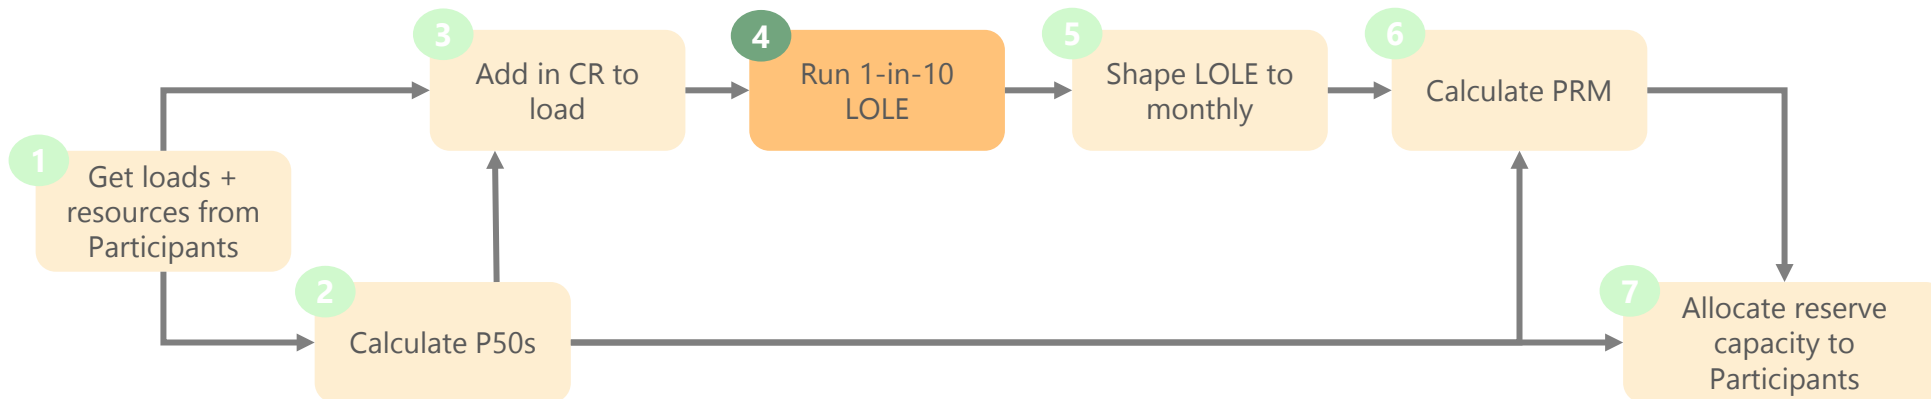 1
Get loads +
resources from
Participants
2
Calculate P50s
3
Add in CR to
load
4
Run 1-in-10
LOLE
5
Shape LOLE to
monthly
6
Calculate PRM
7
Allocate reserve
capacity to
Participants